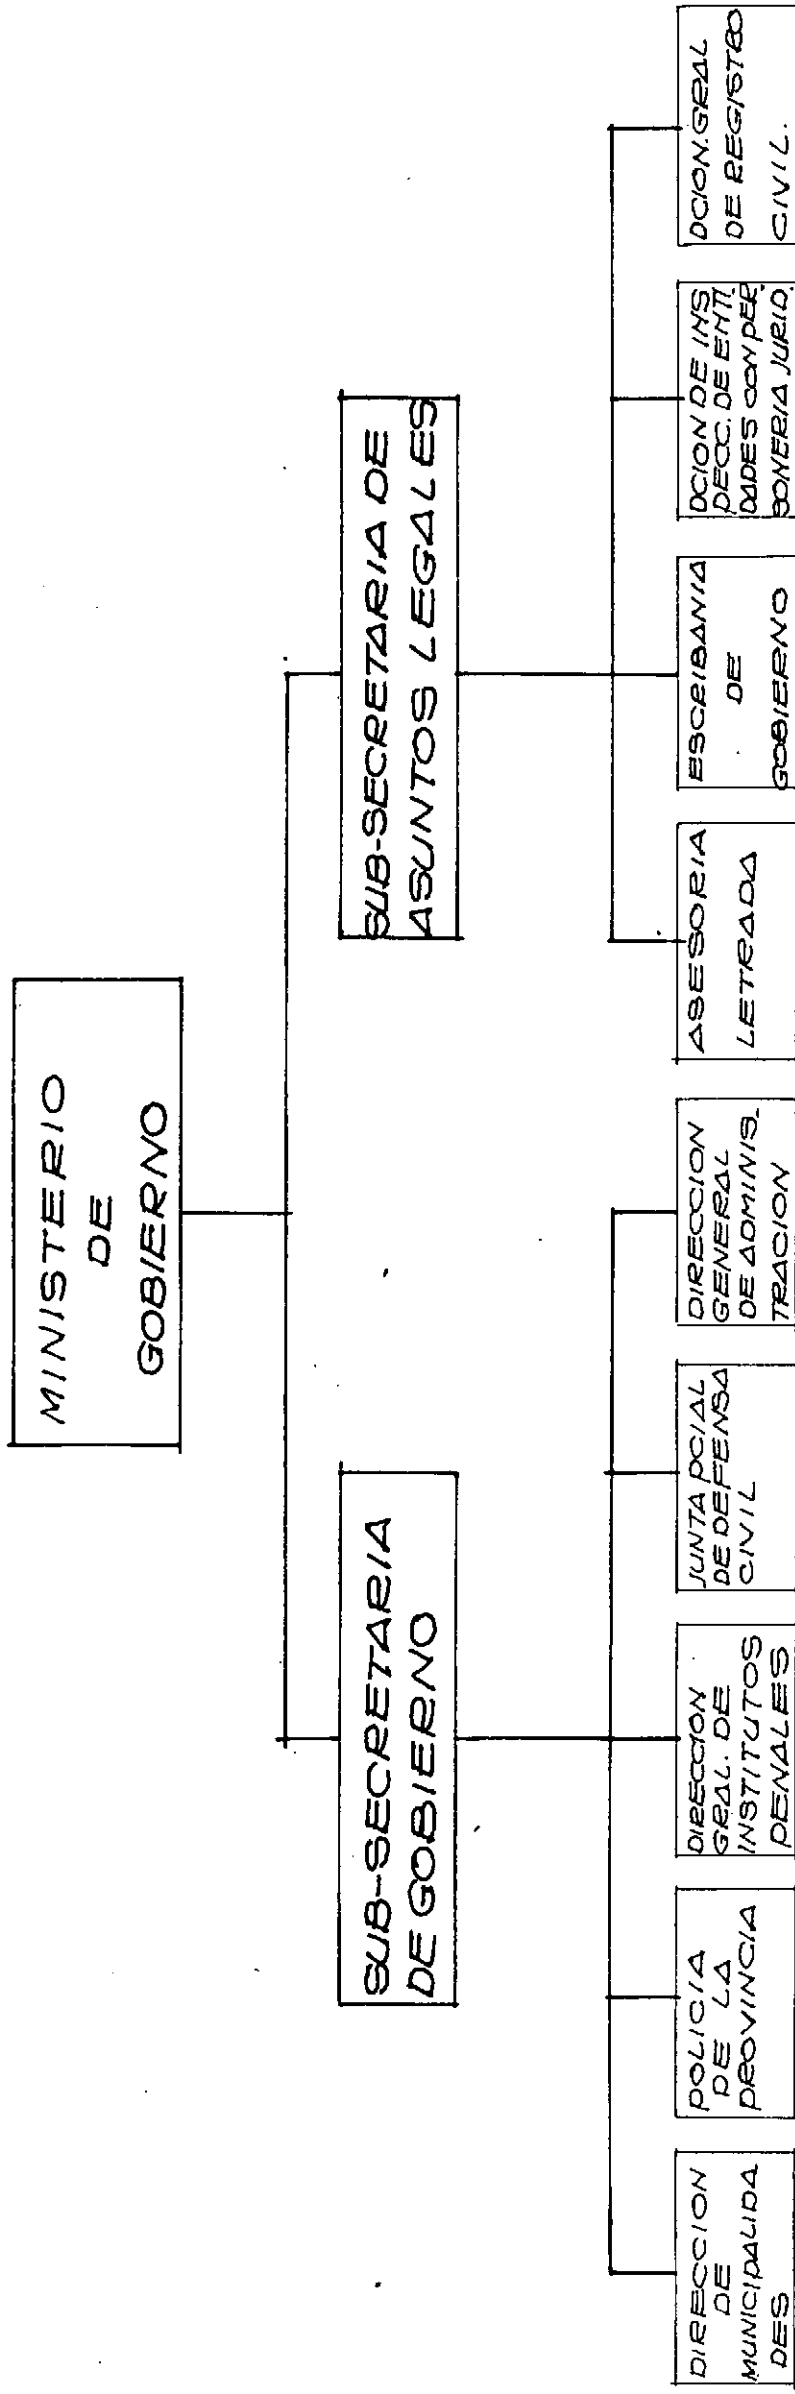 MINISTERIO
DE
GOBIERNO
SUB-SECRETARIA
DE GOBIERNO
SUB-SECRETARIA DE
ASUNTOS LEGALES
DIRECCION
DE
MUNICIPALIDA
DES
POLICIA
DE LA
PROVINCIA
DIRECCION
GRAL. DE
INSTITUTOS
PENALES
JUNTA PCIAL
DE DEFENSA
CIVIL
DIRECCION
GENERAL
DE ADMINIS_
TRACION
ASESORIA
LETRADA
ESCRIBANIA
DE
GOBIERNO
DCION DE INS
PECC. DE ENTI.
DADES CON PER.
SONERIA JURID.
DCION.GRAL
DE REGISTRO
CIVIL.